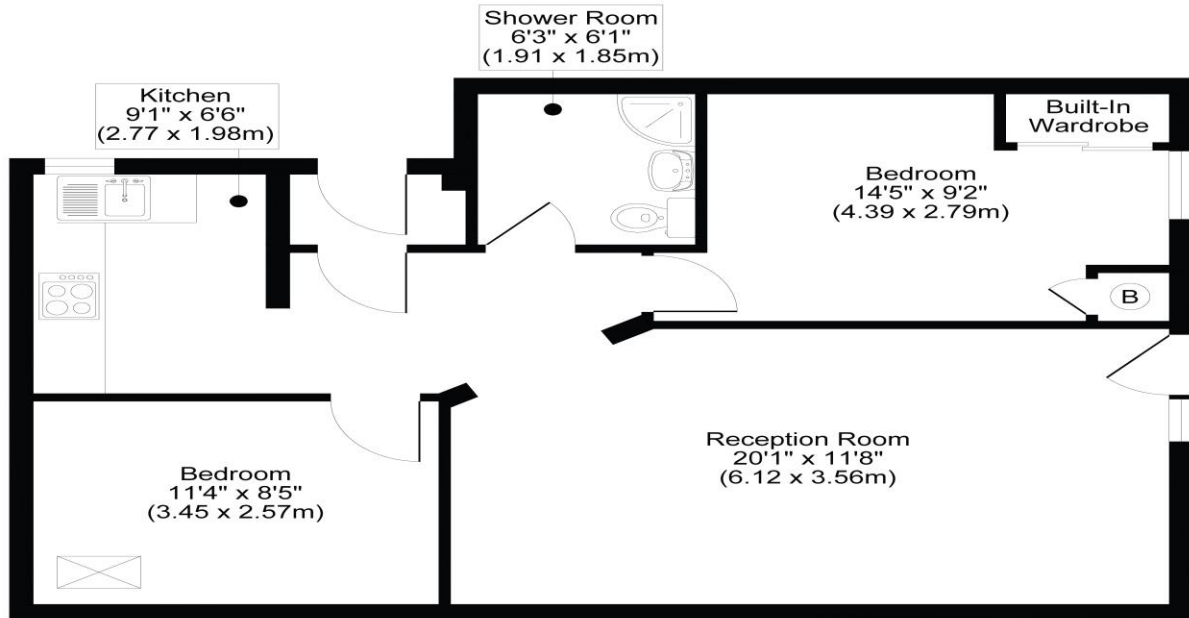 Shower Room
6'3" x 6'1"
(1.91 x 1.85m)
Kitchen
9'1" x 6'6"
(2.77 x 1.98m)
Built-In
Wardrobe
Bedroom
14'5" x 9'2"
(4.39 x 2.79m)
B
Reception Room
20'1" x 11'8"
(6.12 x 3.56m)
Bedroom
11'4" x 8'5"
(3.45 x 2.57m)